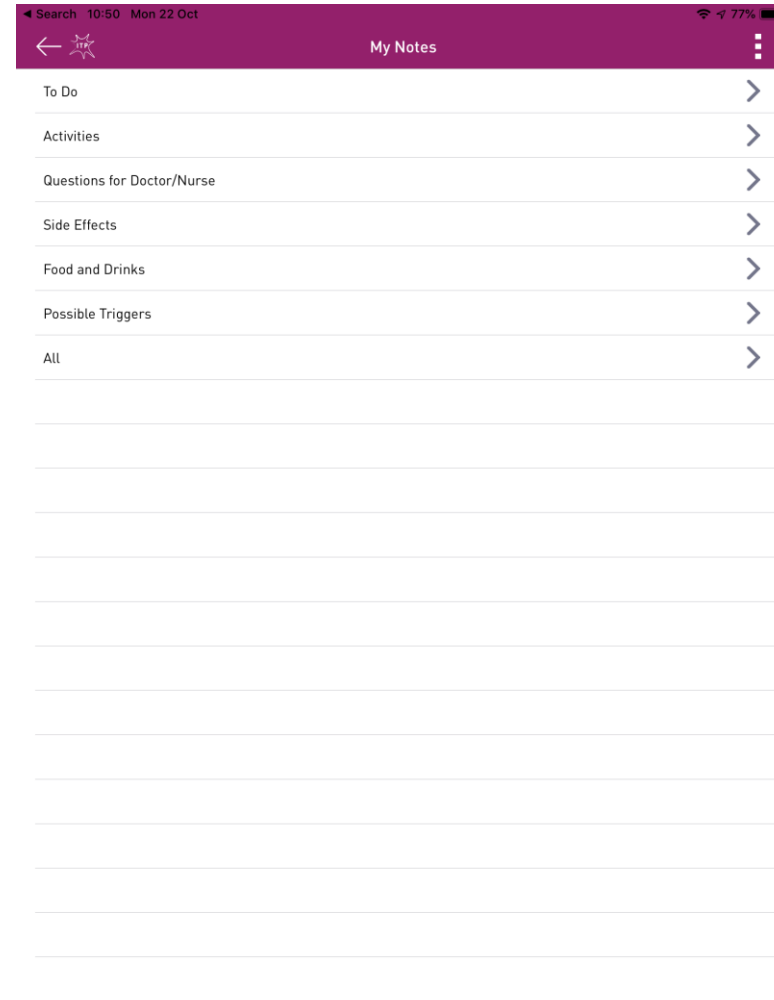 Search 10:50 Mon 22 Oct 77%
ITP My Notes
To Do
Activities
Questions for Doctor/Nurse
Side Effects
Food and Drinks
Possible Triggers
All